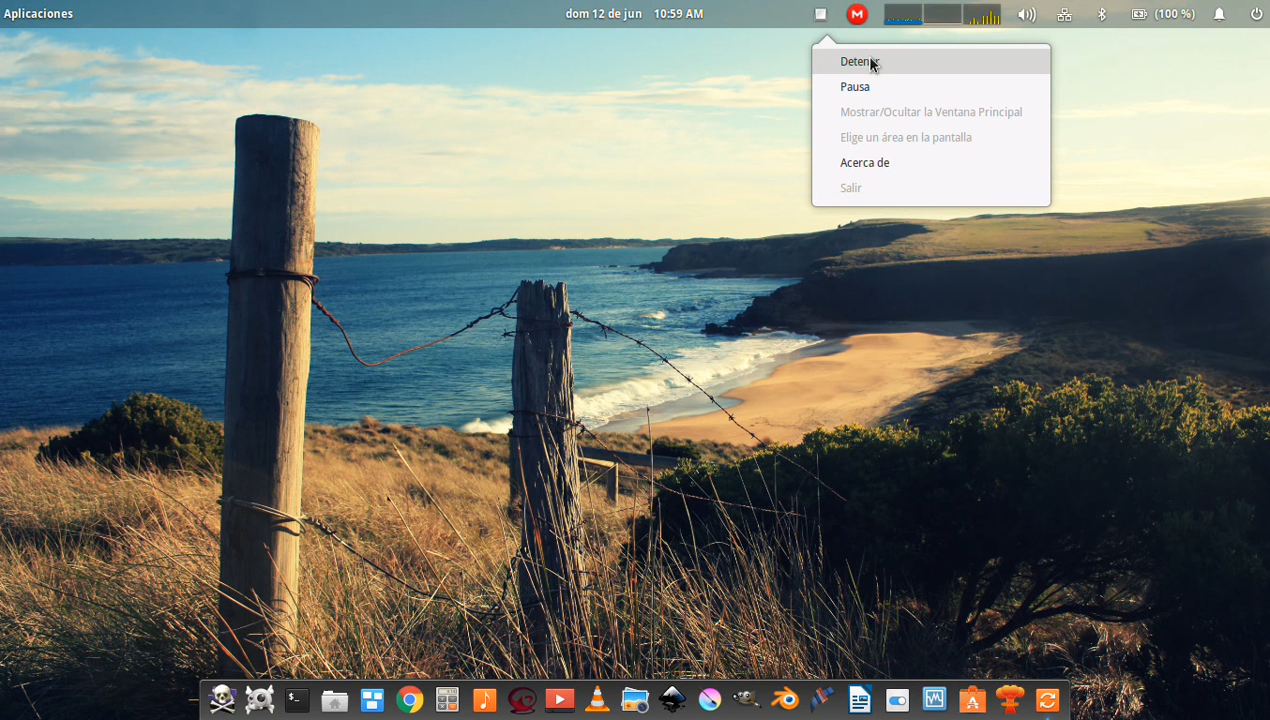 Aplicaciones
dom 12 de jun 10:59 AM
M
(100 %)
Detener
Pausa
Mostrar/Ocultar la Ventana Principal
Elige un área en la pantalla
Acerca de
Salir